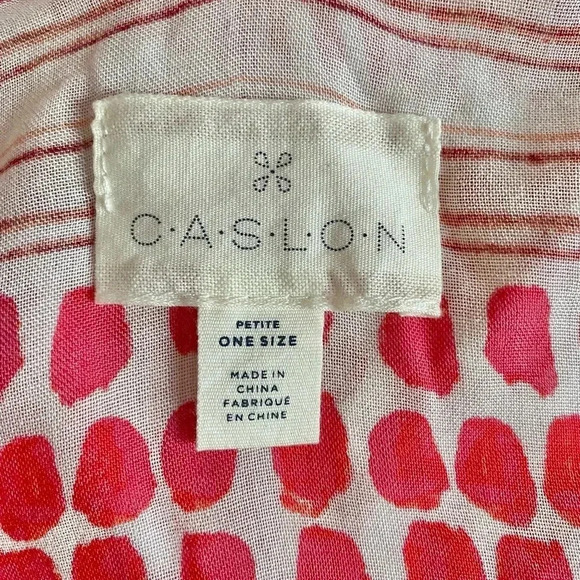 C·A·S·L·O·N
PETITE
ONE SIZE
MADE IN
CHINA
FABRIQUÉ
EN CHINE